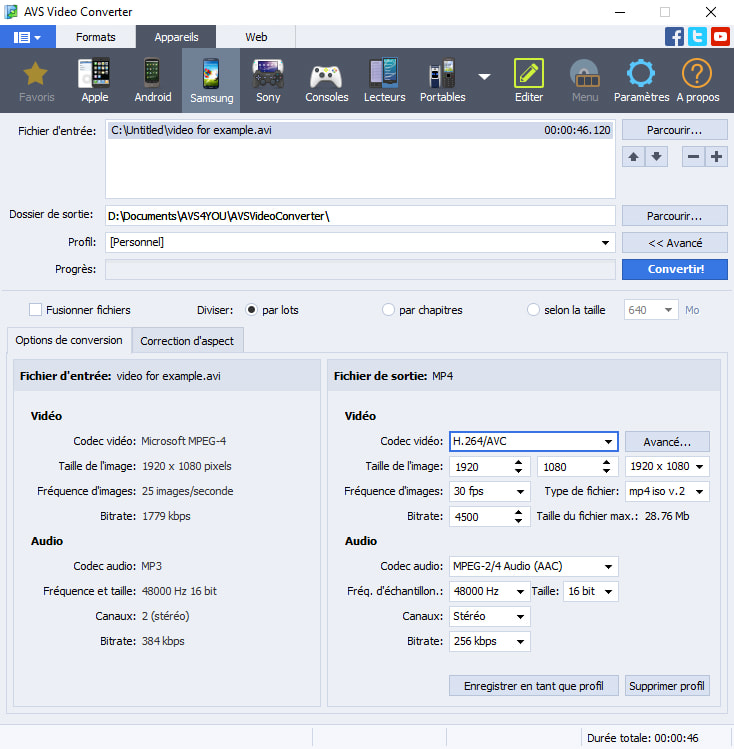 AVS Video Converter
Formats Appareils Web
Favoris Apple Android Samsung Sony Consoles Lecteurs Portables Editer Menu Paramètres A propos
Fichier d'entrée: C:\Untitled\video for example.avi 00:00:46.120 Parcourir...
Dossier de sortie: D:\Documents\AVS4YOU\AVSVideoConverter\ Parcourir...
Profil: [Personnel] << Avancé
Progrès: Convertir!
Fusionner fichiers Diviser: par lots par chapitres selon la taille 640 Mo
Options de conversion Correction d'aspect
Fichier d'entrée: video for example.avi
Vidéo
Codec vidéo: Microsoft MPEG-4
Taille de l'image: 1920 x 1080 pixels
Fréquence d'images: 25 images/seconde
Bitrate: 1779 kbps
Audio
Codec audio: MP3
Fréquence et taille: 48000 Hz 16 bit
Canaux: 2 (stéréo)
Bitrate: 384 kbps
Fichier de sortie: MP4
Vidéo
Codec vidéo: H.264/AVC Avancé...
Taille de l'image: 1920 1080 1920 x 1080
Fréquence d'images: 30 fps Type de fichier: mp4 iso v.2
Bitrate: 4500 Taille du fichier max.: 28.76 Mb
Audio
Codec audio: MPEG-2/4 Audio (AAC)
Fréq. d'échantillon.: 48000 Hz Taille: 16 bit
Canaux: Stéréo
Bitrate: 256 kbps
Enregistrer en tant que profil Supprimer profil
Durée totale: 00:00:46